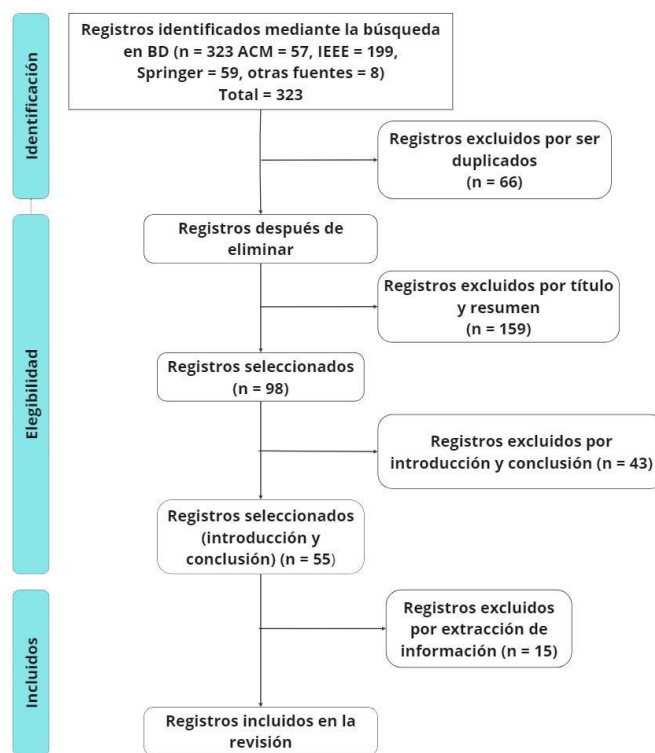 Identificación
Registros identificados mediante la búsqueda
en BD (n = 323 ACM = 57, IEEE = 199,
Springer = 59, otras fuentes = 8)
Total = 323
Registros excluidos por ser
duplicados
(n = 66)
Elegibilidad
Registros después de
eliminar
Registros excluidos por título
y resumen
(n = 159)
Registros seleccionados
(n = 98)
Registros excluidos por
introducción y conclusión (n = 43)
Registros seleccionados
(introducción y
conclusión) (n = 55)
Incluidos
Registros excluidos
por extracción de
información (n = 15)
Registros incluidos en la
revisión